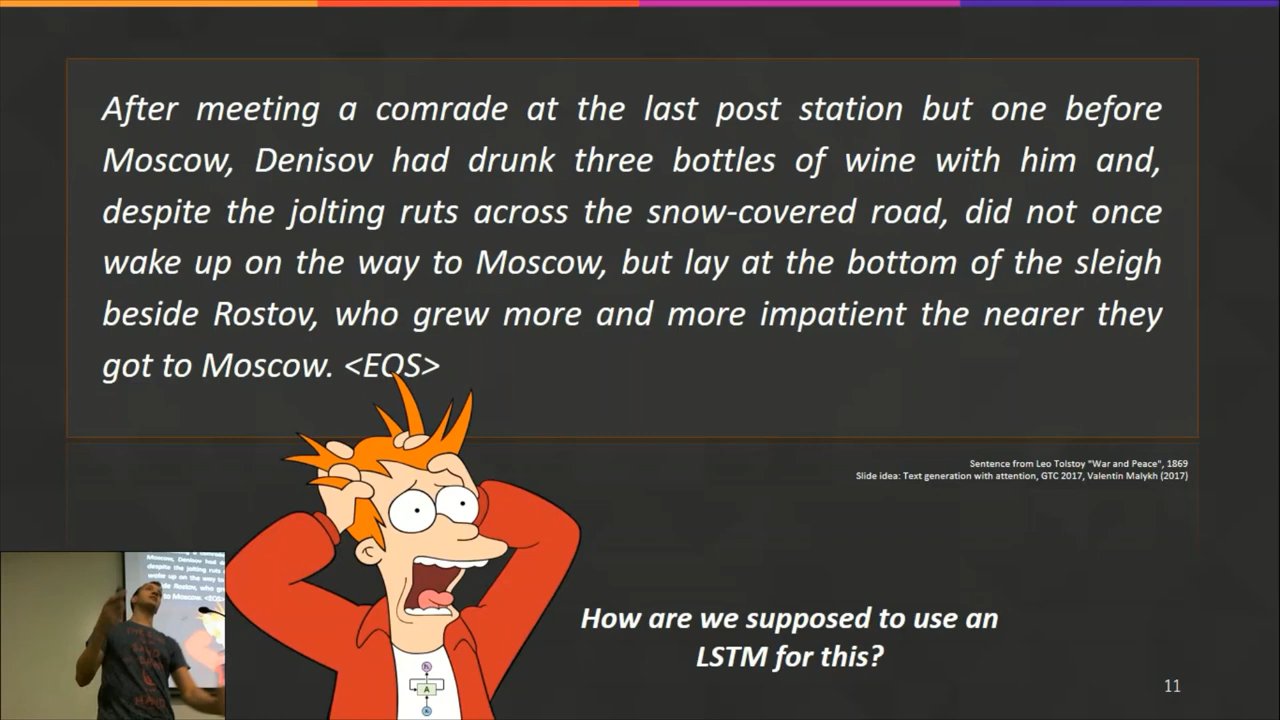 After meeting a comrade at the last post station but one before
Moscow, Denisov had drunk three bottles of wine with him and,
despite the jolting ruts across the snow-covered road, did not once
wake up on the way to Moscow, but lay at the bottom of the sleigh
beside Rostov, who grew more and more impatient the nearer they
got to Moscow. <EOS>
Sentence from Leo Tolstoy "War and Peace", 1869
Slide idea: Text generation with attention, GTC 2017, Valentin Malykh (2017)
How are we supposed to use an
LSTM for this?
A
11